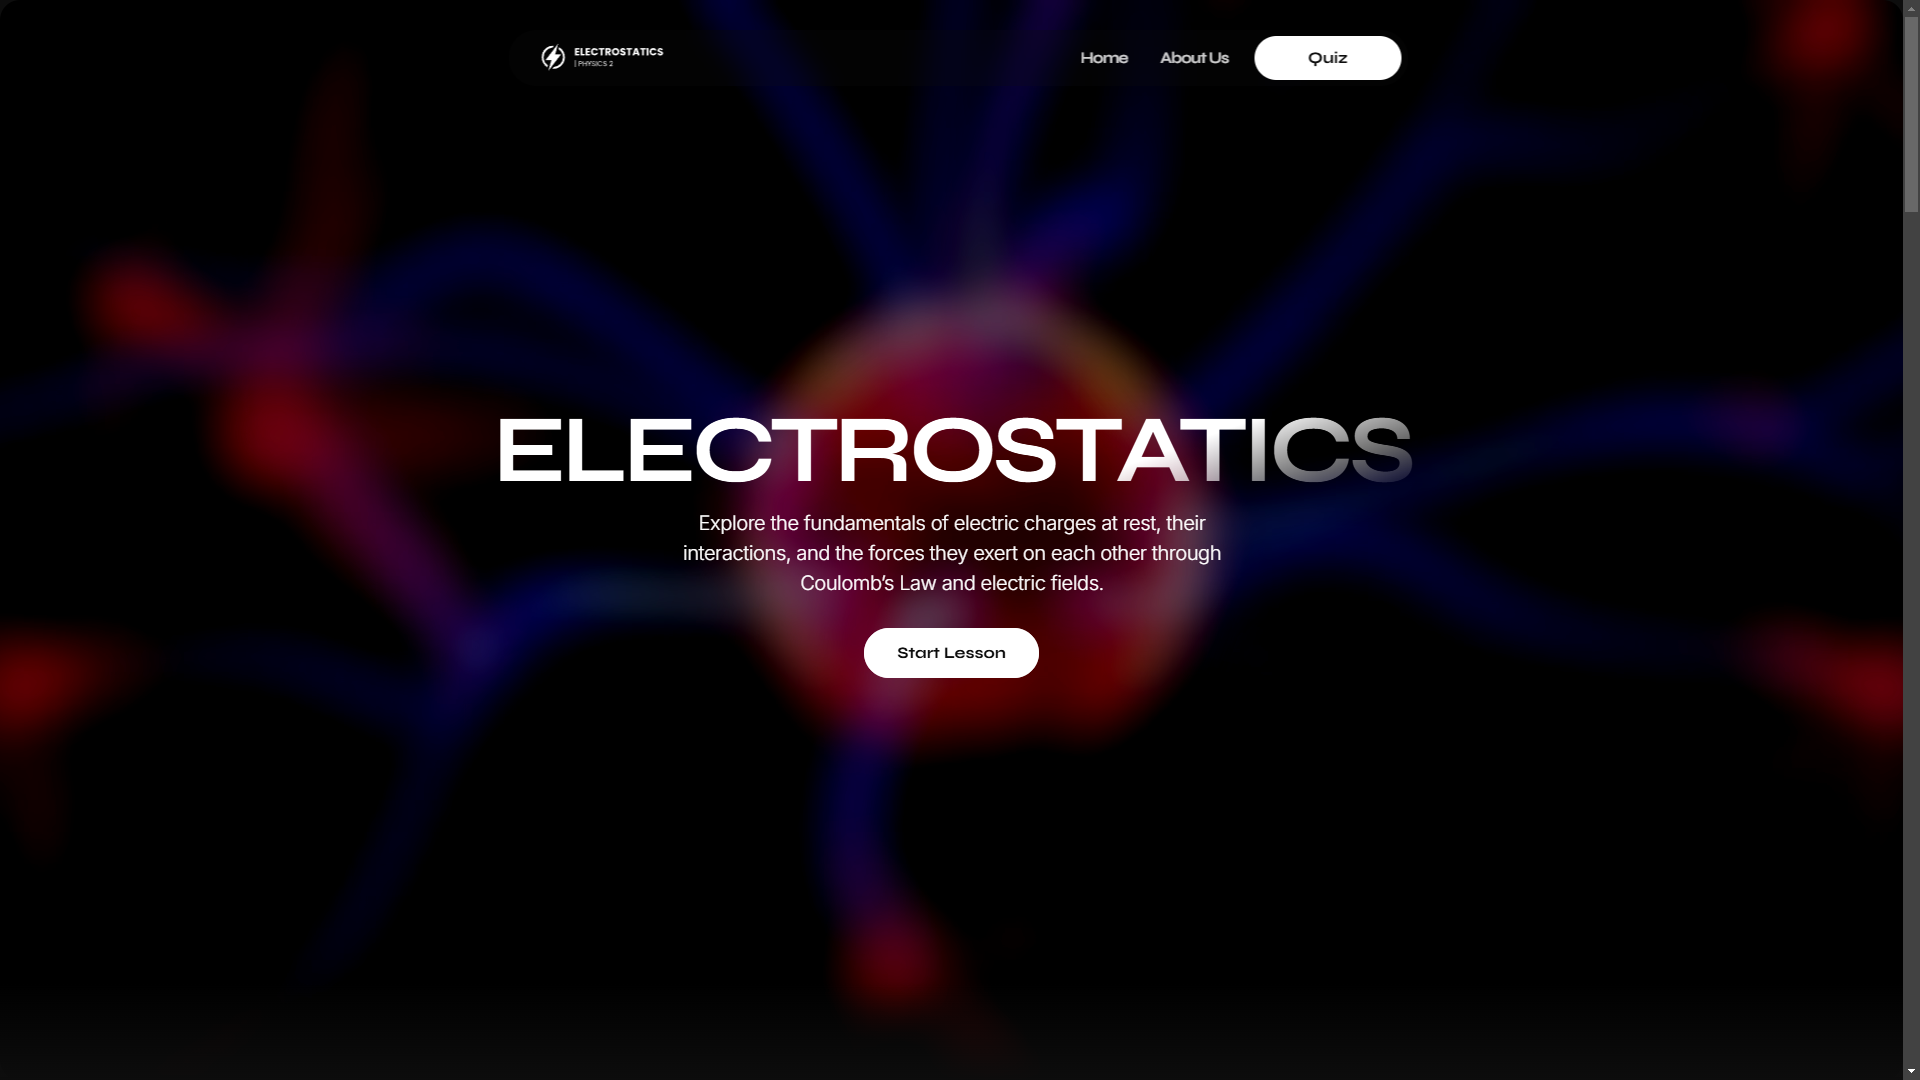 ELECTROSTATICS
| PHYSICS 2
Home
About Us
Quiz
ELECTROSTATICS
Explore the fundamentals of electric charges at rest, their
interactions, and the forces they exert on each other through
Coulomb’s Law and electric fields.
Start Lesson